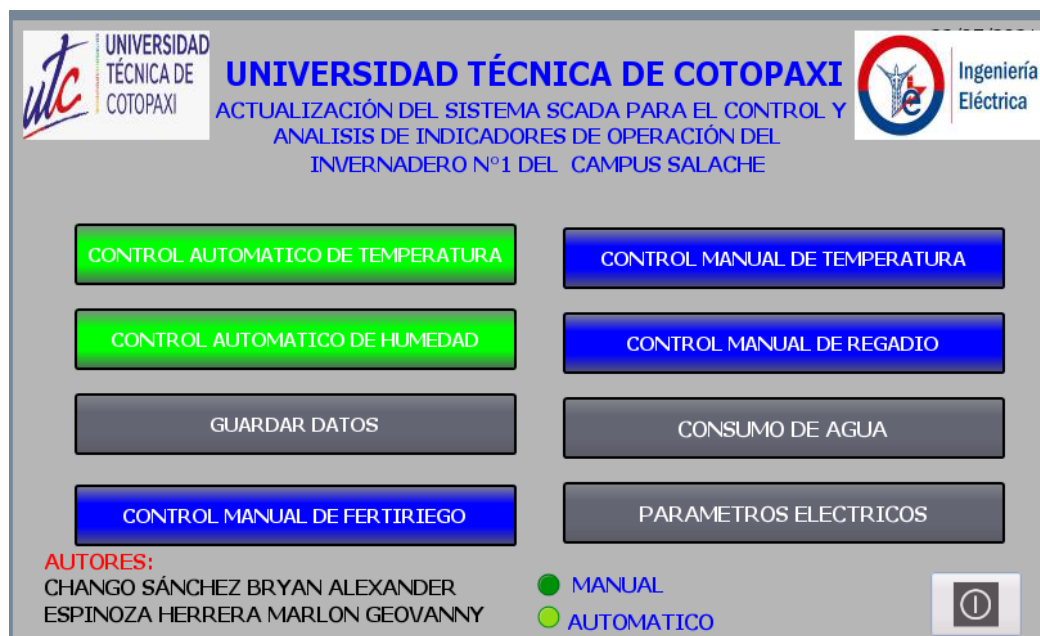 UNIVERSIDAD
TÉCNICA DE
COTOPAXI
utc
UNIVERSIDAD TÉCNICA DE COTOPAXI
ACTUALIZACIÓN DEL SISTEMA SCADA PARA EL CONTROL Y
ANALISIS DE INDICADORES DE OPERACIÓN DEL
INVERNADERO Nº1 DEL CAMPUS SALACHE
Ingeniería
Eléctrica
CONTROL AUTOMATICO DE TEMPERATURA
CONTROL MANUAL DE TEMPERATURA
CONTROL AUTOMATICO DE HUMEDAD
CONTROL MANUAL DE REGADIO
GUARDAR DATOS
CONSUMO DE AGUA
CONTROL MANUAL DE FERTIRIEGO
PARAMETROS ELECTRICOS
AUTORES:
CHANGO SÁNCHEZ BRYAN ALEXANDER
ESPINOZA HERRERA MARLON GEOVANNY
MANUAL
AUTOMATICO